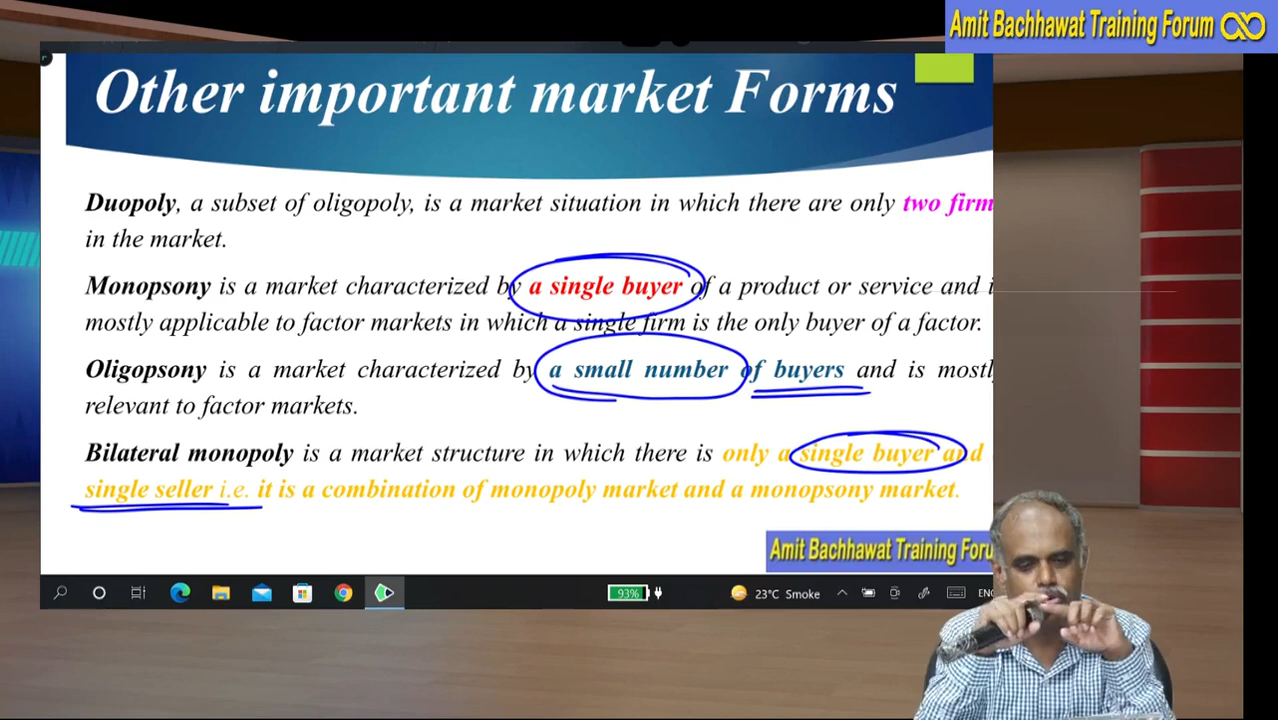 Amit Bachhawat Training Forum
Other important market Forms
Duopoly, a subset of oligopoly, is a market situation in which there are only two firm
in the market.
Monopsony is a market characterized by a single buyer of a product or service and i
mostly applicable to factor markets in which a single firm is the only buyer of a factor.
Oligopsony is a market characterized by a small number of buyers and is mostl
relevant to factor markets.
Bilateral monopoly is a market structure in which there is only a single buyer and
single seller i.e. it is a combination of monopoly market and a monopsony market.
Amit Bachhawat Training Foru
93%
23°C Smoke
ENG